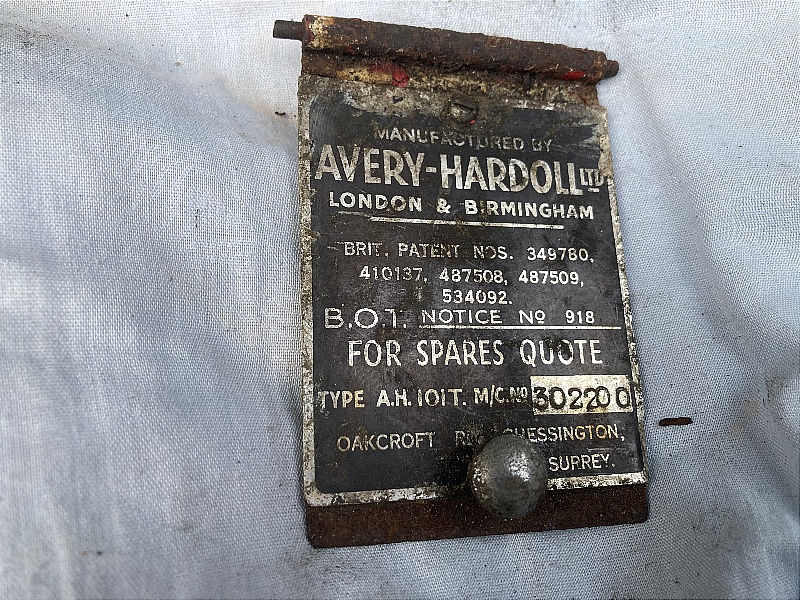 MANUFACTURED BY
AVERY-HARDOLL LTD
LONDON & BIRMINGHAM
BRIT. PATENT NOS. 349780,
410137, 487508, 487509,
534092.
B.O.T. NOTICE No 918
FOR SPARES QUOTE
TYPE A.H. 101T. M/C. No 302200
OAKCROFT RD. CHESSINGTON,
SURREY.